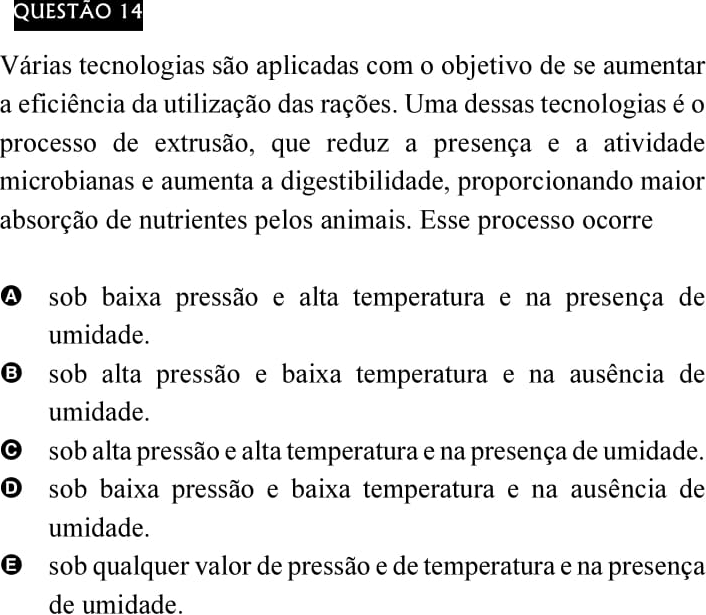 QUESTÃO 14
Várias tecnologias são aplicadas com o objetivo de se aumentar
a eficiência da utilização das rações. Uma dessas tecnologias é o
processo de extrusão, que reduz a presença e a atividade
microbianas e aumenta a digestibilidade, proporcionando maior
absorção de nutrientes pelos animais. Esse processo ocorre
A sob baixa pressão e alta temperatura e na presença de
umidade.
B sob alta pressão e baixa temperatura e na ausência de
umidade.
C sob alta pressão e alta temperatura e na presença de umidade.
D sob baixa pressão e baixa temperatura e na ausência de
umidade.
E sob qualquer valor de pressão e de temperatura e na presença
de umidade.